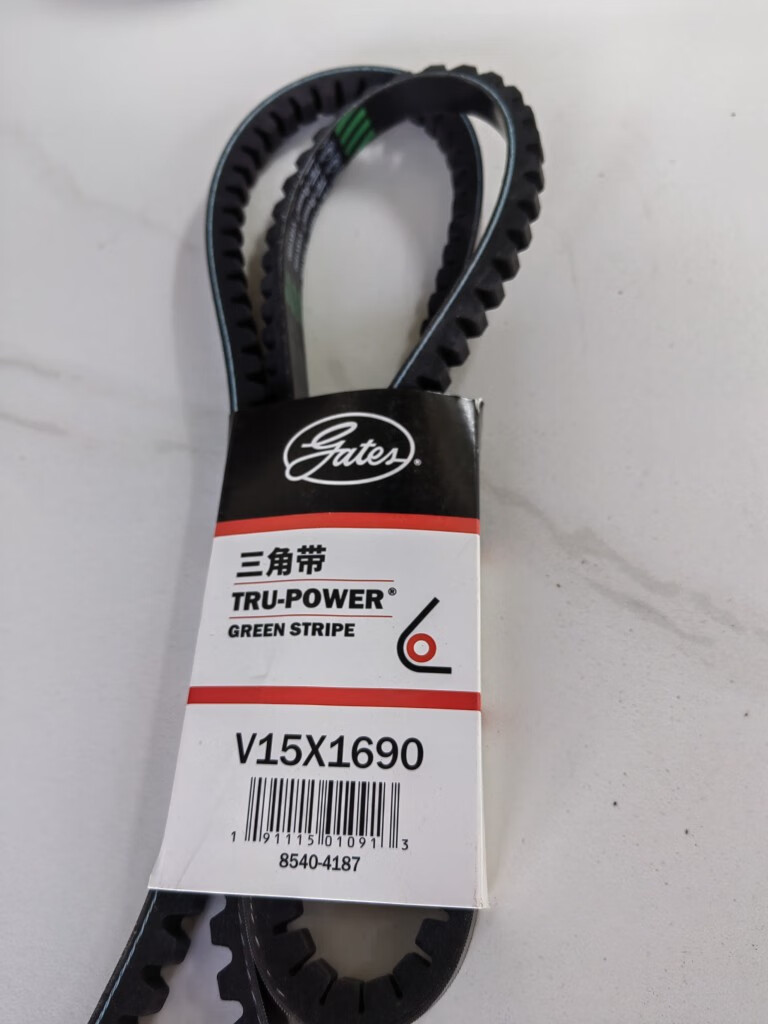 Gates®
三角带
TRU-POWER®
GREEN STRIPE
V15X1690
1 91115 01091 3
8540-4187